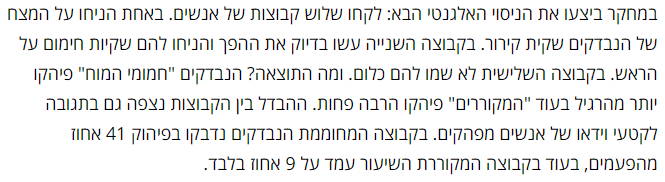 במחקר ביצעו את הניסוי האלגנטי הבא: לקחו שלוש קבוצות של אנשים. באחת הניחו על המצח
של הנבדקים שקית קירור. בקבוצה השנייה עשו בדיוק את ההפך והניחו להם שקיות חימום על
הראש. בקבוצה השלישית לא שמו להם כלום. ומה התוצאה? הנבדקים "חמומי המוח" פיהקו
יותר מהרגיל בעוד "המקוררים" פיהקו הרבה פחות. ההבדל בין הקבוצות נצפה גם בתגובה
לקטעי וידאו של אנשים מפהקים. בקבוצה המחוממת הנבדקים נדבקו בפיהוק 41 אחוז
מהפעמים, בעוד בקבוצה המקוררת השיעור עמד על 9 אחוז בלבד.